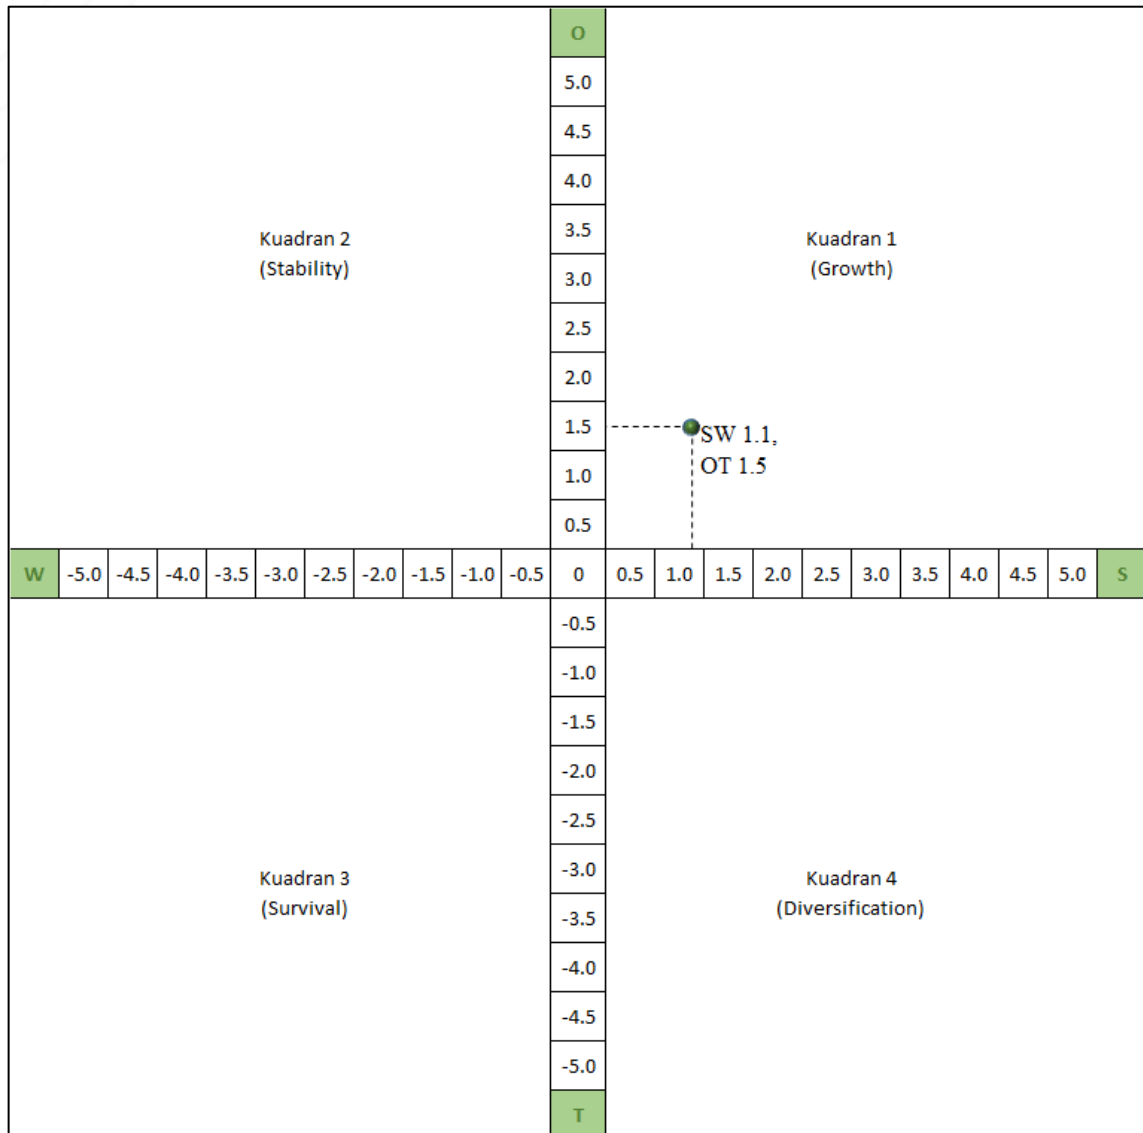 O
5.0
4.5
4.0
3.5
3.0
2.5
2.0
1.5
1.0
0.5
Kuadran 2
(Stability)
Kuadran 1
(Growth)
SW 1.1,
OT 1.5
W -5.0 -4.5 -4.0 -3.5 -3.0 -2.5 -2.0 -1.5 -1.0 -0.5 0 0.5 1.0 1.5 2.0 2.5 3.0 3.5 4.0 4.5 5.0 S
-0.5
-1.0
-1.5
-2.0
-2.5
-3.0
-3.5
-4.0
-4.5
-5.0
T
Kuadran 3
(Survival)
Kuadran 4
(Diversification)